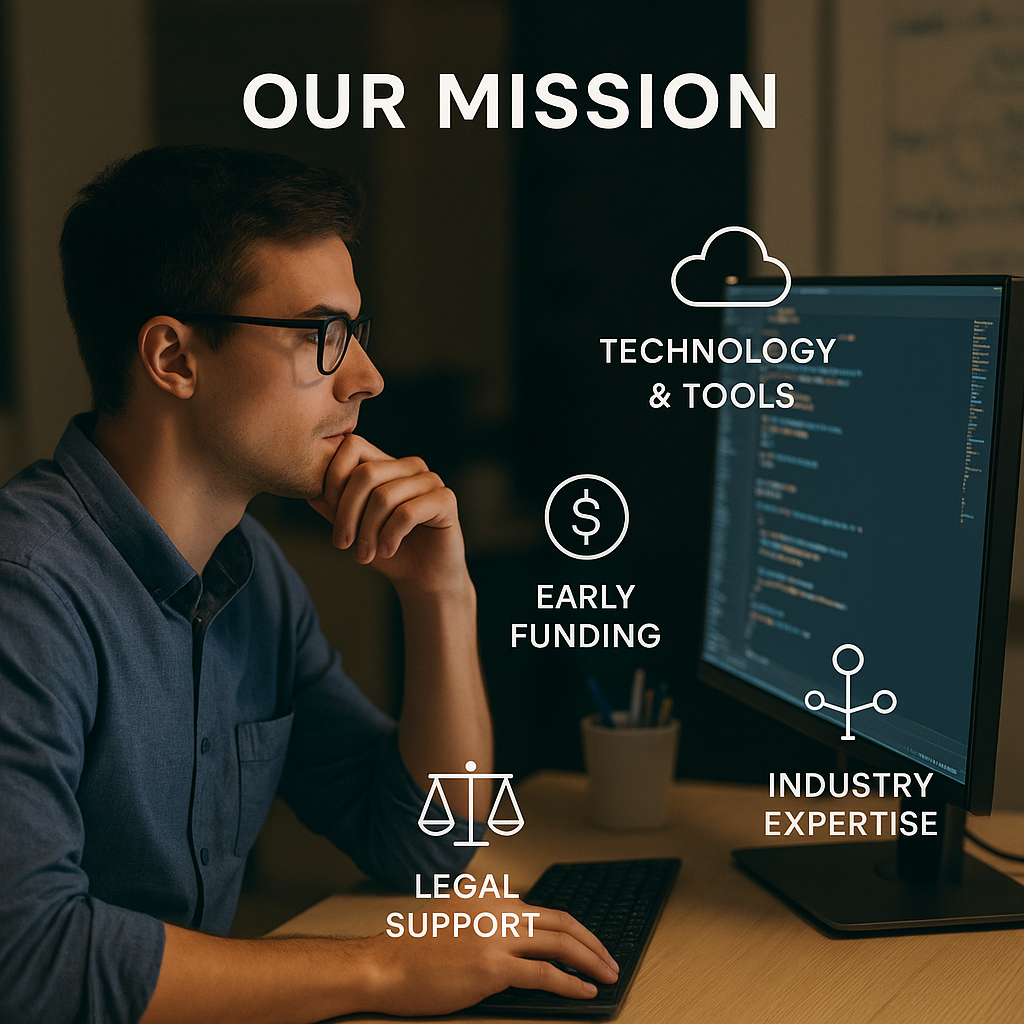 OUR MISSION
TECHNOLOGY
& TOOLS
EARLY
FUNDING
INDUSTRY
EXPERTISE
LEGAL
SUPPORT